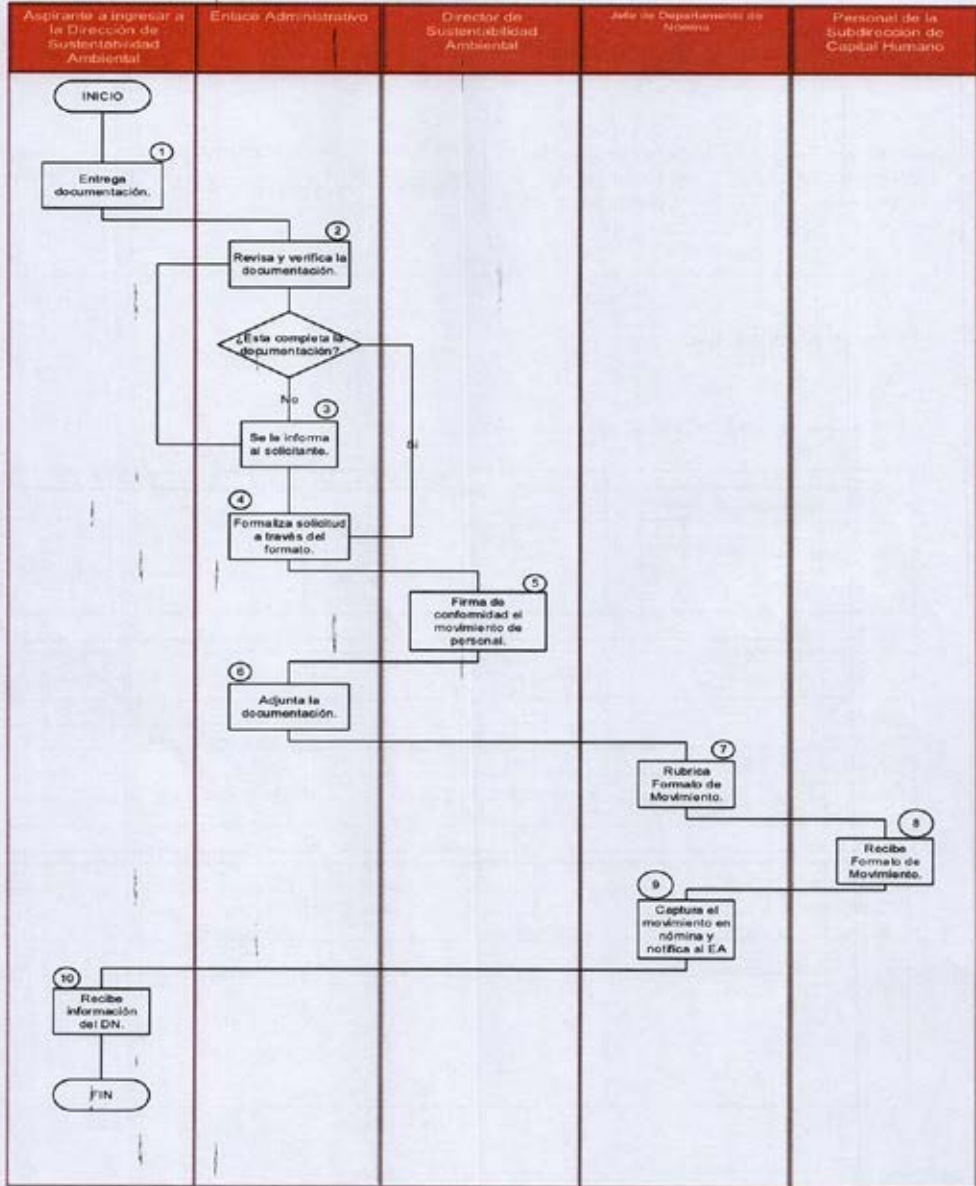 Aspirante a ingresar a
la Dirección de
Sustentabilidad
Ambiental
Enlace Administrativo
Director de
Sustentabilidad
Ambiental
Jefe de Departamento de
Nómina
Personal de la
Subdirección de
Capital Humano
INICIO
1
Entrega
documentación.
2
Revisa y verifica la
documentación.
¿Esta completa la
documentación?
No
Si
3
Se le informa
al solicitante.
4
Formaliza solicitud
a través del
formato.
5
Firma de
conformidad el
movimiento de
personal.
6
Adjunta la
documentación.
7
Rubrica
Formato de
Movimiento.
8
Recibe
Formato de
Movimiento.
9
Captura el
movimiento en
nómina y
notifica al EA
10
Recibe
información
del DN.
FIN